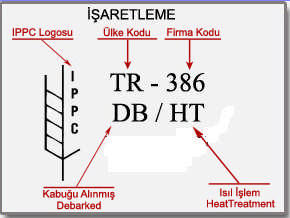 İŞARETLEME
IPPC Logosu
Ülke Kodu
Firma Kodu
I
P
P
C
TR - 386
DB / HT
Kabuğu Alınmış
Debarked
Isıl İşlem
HeatTreatment